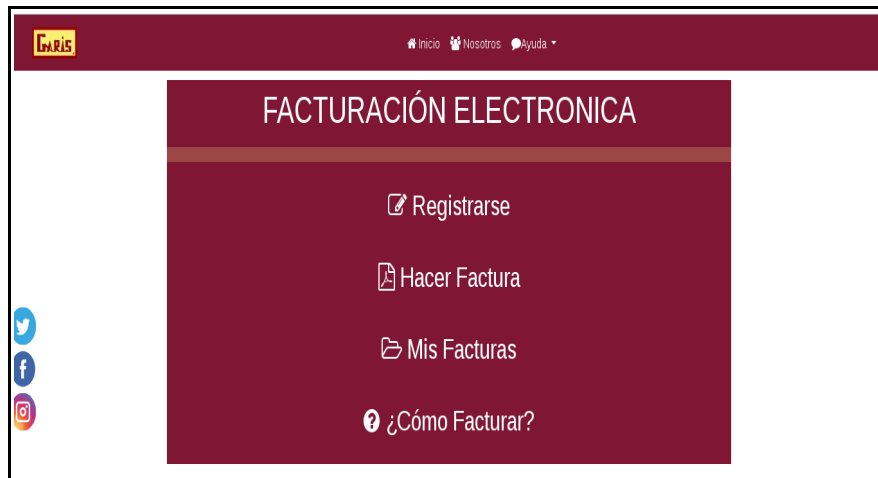 GARIS
Inicio Nosotros Ayuda
FACTURACIÓN ELECTRONICA
Registrarse
Hacer Factura
Mis Facturas
¿Cómo Facturar?